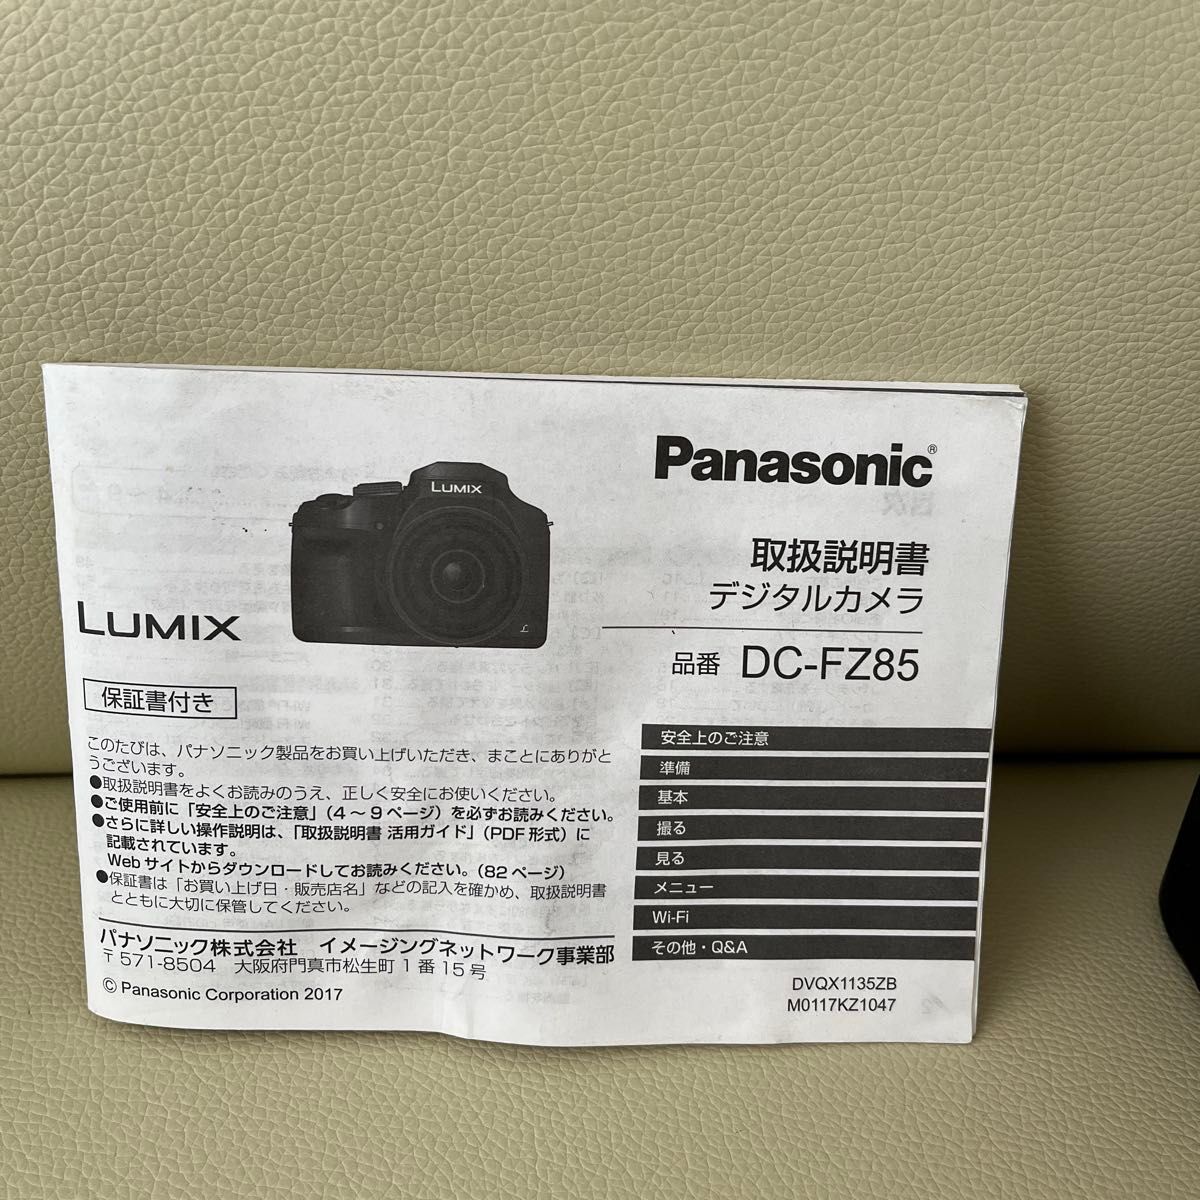 Panasonic®
取扱説明書
デジタルカメラ
品番 DC-FZ85
LUMIX
LUMIX
保証書付き
このたびは、パナソニック製品をお買い上げいただき、まことにありがと
うございます。
●取扱説明書をよくお読みのうえ、正しく安全にお使いください。
●ご使用前に「安全上のご注意」(4～9ページ)を必ずお読みください。
●さらに詳しい操作説明は、「取扱説明書 活用ガイド」(PDF形式)に
記載されています。
Webサイトからダウンロードしてお読みください。(82ページ)
●保証書は「お買い上げ日・販売店名」などの記入を確かめ、取扱説明書
とともに大切に保管してください。
パナソニック株式会社 イメージングネットワーク事業部
〒571-8504 大阪府門真市松生町1番15号
© Panasonic Corporation 2017
安全上のご注意
準備
基本
撮る
見る
メニュー
Wi-Fi
その他・Q&A
DVQX1135ZB
M0117KZ1047